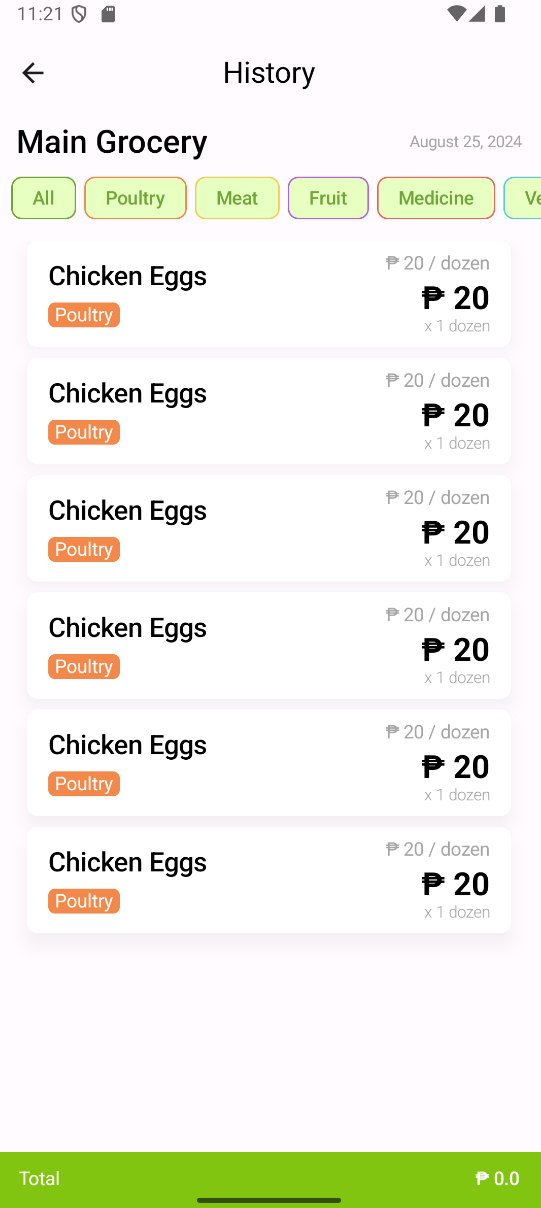 11:21
History
Main Grocery
August 25, 2024
All Poultry Meat Fruit Medicine Ve
Chicken Eggs
Poultry
₱ 20 / dozen
₱ 20
x 1 dozen
Chicken Eggs
Poultry
₱ 20 / dozen
₱ 20
x 1 dozen
Chicken Eggs
Poultry
₱ 20 / dozen
₱ 20
x 1 dozen
Chicken Eggs
Poultry
₱ 20 / dozen
₱ 20
x 1 dozen
Chicken Eggs
Poultry
₱ 20 / dozen
₱ 20
x 1 dozen
Chicken Eggs
Poultry
₱ 20 / dozen
₱ 20
x 1 dozen
Total ₱ 0.0